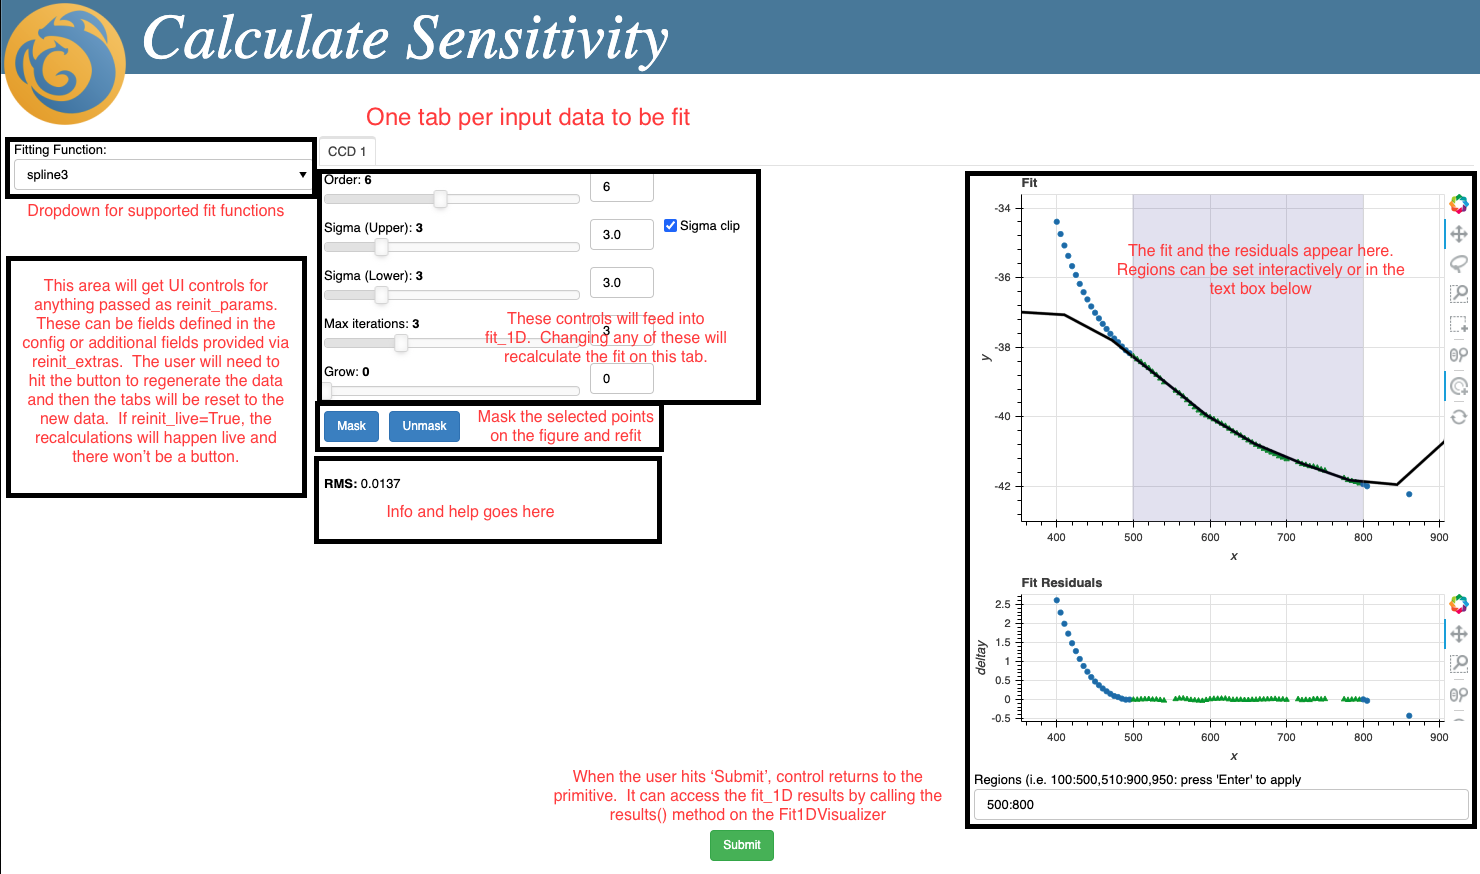 Calculate Sensitivity
One tab per input data to be fit
Fitting Function:
spline3
Dropdown for supported fit functions
This area will get UI controls for
anything passed as reinit_params.
These can be fields defined in the
config or additional fields provided via
reinit_extras.  The user will need to
hit the button to regenerate the data
and then the tabs will be reset to the
new data.  If reinit_live=True, the
recalculations will happen live and
there won't be a button.
CCD 1
Order: 6
6
Sigma (Upper): 3
3.0
Sigma clip
Sigma (Lower): 3
3.0
Max iterations: 3
3
These controls will feed into
fit_1D.  Changing any of these will
recalculate the fit on this tab.
Grow: 0
0
Mask
Unmask
Mask the selected points
on the figure and refit
RMS: 0.0137
Info and help goes here
Fit
The fit and the residuals appear here.
Regions can be set interactively or in the
text box below
-34
-36
-38
-40
-42
y
400 500 600 700 800 900
x
Fit Residuals
2.5
2
1.5
1
0.5
0
-0.5
deltay
400 500 600 700 800 900
x
Regions (i.e. 100:500,510:900,950: press 'Enter' to apply
500:800
When the user hits 'Submit', control returns to the
primitive.  It can access the fit_1D results by calling the
results() method on the Fit1DVisualizer
Submit